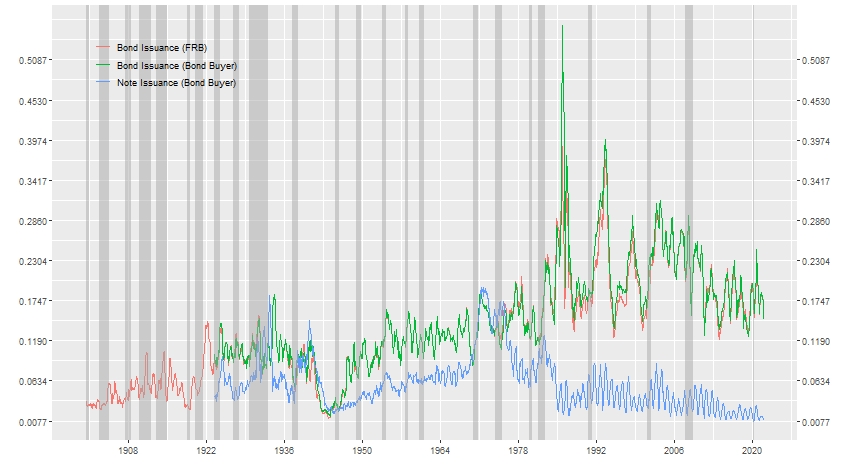 Bond Issuance (FRB)
Bond Issuance (Bond Buyer)
Note Issuance (Bond Buyer)
0.5087 0.5087
0.4530 0.4530
0.3974 0.3974
0.3417 0.3417
0.2860 0.2860
0.2304 0.2304
0.1747 0.1747
0.1190 0.1190
0.0634 0.0634
0.0077 0.0077
1908 1922 1936 1950 1964 1978 1992 2006 2020